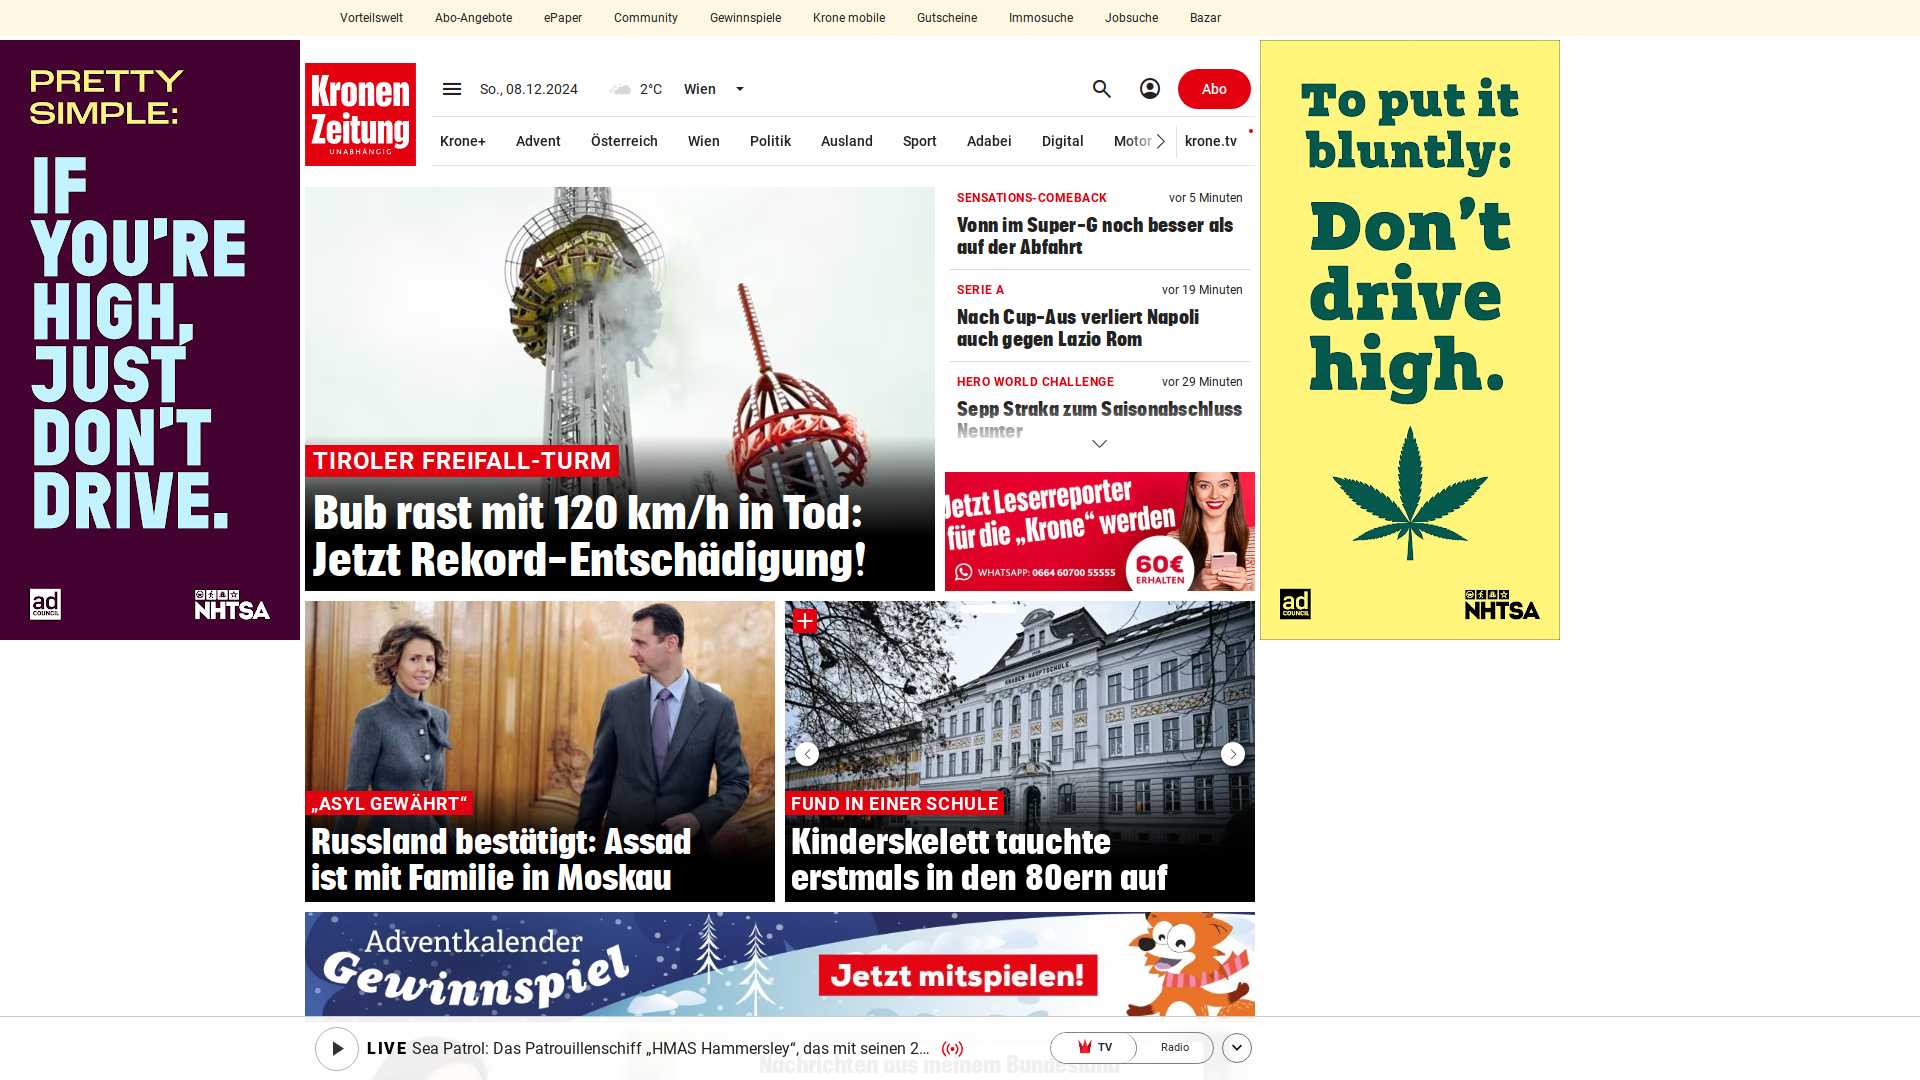 Vorteilswelt
Abo-Angebote
ePaper
Community
Gewinnspiele
Krone mobile
Gutscheine
Immosuche
Jobsuche
Bazar
PRETTY
SIMPLE:
IF
YOU'RE
HIGH,
JUST
DON'T
DRIVE.
ad
COUNCIL
NHTSA
Kronen
Zeitung
UNABHÄNGIG
So., 08.12.2024
2°C
Wien
Abo
Krone+
Advent
Österreich
Wien
Politik
Ausland
Sport
Adabei
Digital
Motor
krone.tv
TIROLER FREIFALL-TURM
Bub rast mit 120 km/h in Tod:
Jetzt Rekord-Entschädigung!
SENSATIONS-COMEBACK
vor 5 Minuten
Vonn im Super-G noch besser als
auf der Abfahrt
SERIE A
vor 19 Minuten
Nach Cup-Aus verliert Napoli
auch gegen Lazio Rom
HERO WORLD CHALLENGE
vor 29 Minuten
Sepp Straka zum Saisonabschluss
Neunter
Jetzt Leserreporter
für die „Krone“ werden
WHATSAPP: 0664 60700 55555
60€
ERHALTEN
To put it
bluntly:
Don't
drive
high.
ad
COUNCIL
NHTSA
„ASYL GEWÄHRT“
Russland bestätigt: Assad
ist mit Familie in Moskau
KNABEN-HAUPTSCHULE
FUND IN EINER SCHULE
Kinderskelett tauchte
erstmals in den 80ern auf
Adventkalender
Gewinnspiel
Jetzt mitspielen!
LIVE Sea Patrol: Das Patrouillenschiff „HMAS Hammersley“, das mit seinen 2...
TV
Radio
Nachrichten aus meinem Bundesland